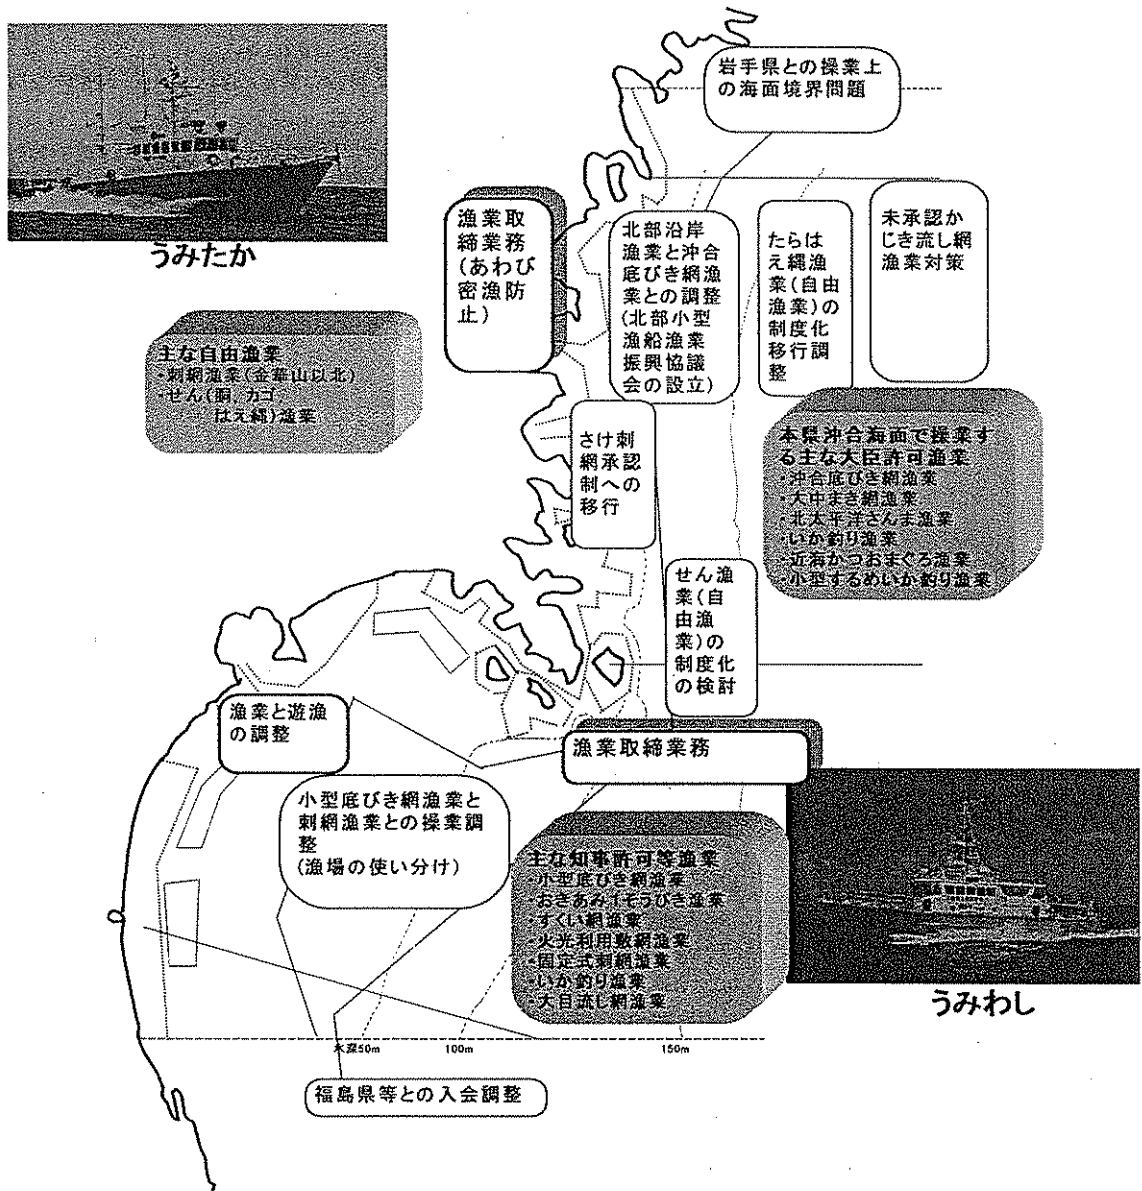 岩手県との操業上
の海面境界問題
うみたか
漁業取
締業務
(あわび
密漁防
止)
北部沿岸
漁業と沖合
底びき網漁
業との調整
(北部小型
漁船漁業
振興協議
会の設立)
たらは
え縄漁
業(自由
漁業)の
制度化
移行調
整
未承認か
じき流し網
漁業対策
主な自由漁業
・刺網漁業(金華山以北)
・せん(胴、カゴ、
はえ縄)漁業
さけ刺
網承認
制への
移行
本県沖合海面で操業す
る主な大臣許可漁業
・沖合底びき網漁業
・大中まき網漁業
・北太平洋さんま漁業
・いか釣り漁業
・近海かつおまぐろ漁業
・小型するめいか釣り漁業
せん漁
業(自
由漁
業)の
制度化
の検討
漁業と遊漁
の調整
漁業取締業務
小型底びき網漁業と
刺網漁業との操業調
整
(漁場の使い分け)
主な知事許可等漁業
・小型底びき網漁業
・おきあみ1そうびき漁業
・すくい網漁業
・火光利用敷網漁業
・固定式刺網漁業
・いか釣り漁業
・大目流し網漁業
うみわし
水深50m
100m
150m
福島県等との入会調整